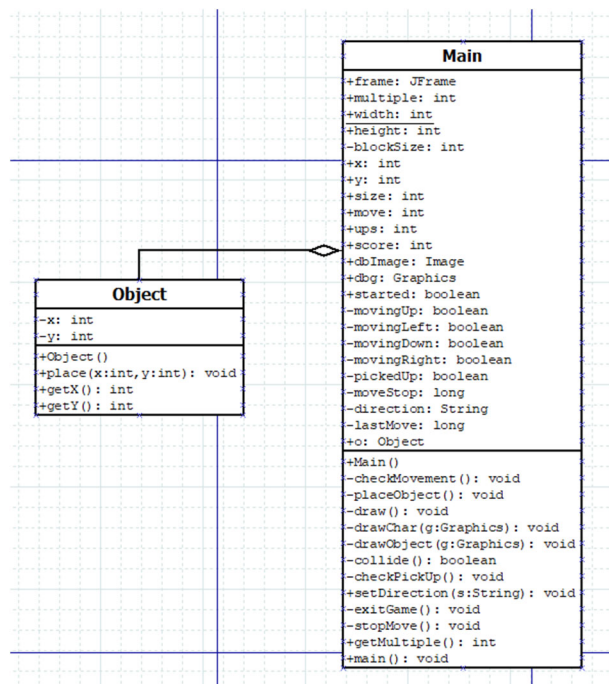 Main
+frame: JFrame
+multiple: int
+width: int
+height: int
-blockSize: int
+x: int
+y: int
+size: int
+move: int
+ups: int
+score: int
+dbImage: Image
+dbg: Graphics
+started: boolean
-movingUp: boolean
-movingLeft: boolean
-movingDown: boolean
-movingRight: boolean
-pickedUp: boolean
-moveStop: long
-direction: String
-lastMove: long
+o: Object
+Main()
-checkMovement(): void
-placeObject(): void
-draw(): void
-drawChar(g:Graphics): void
-drawObject(g:Graphics): void
-collide(): boolean
-checkPickUp(): void
+setDirection(s:String): void
-exitGame(): void
-stopMove(): void
+getMultiple(): int
+main(): void
Object
-x: int
-y: int
+Object()
+place(x:int,y:int): void
+getX(): int
+getY(): int